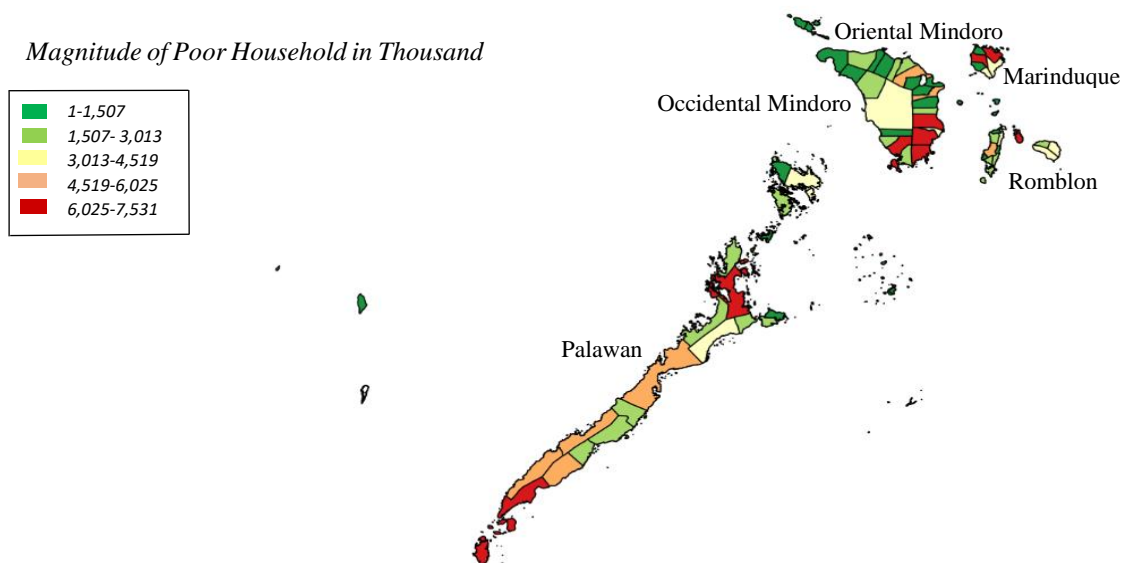 Magnitude of Poor Household in Thousand
1-1,507
1,507- 3,013
3,013-4,519
4,519-6,025
6,025-7,531
Oriental Mindoro
Marinduque
Occidental Mindoro
Romblon
Palawan